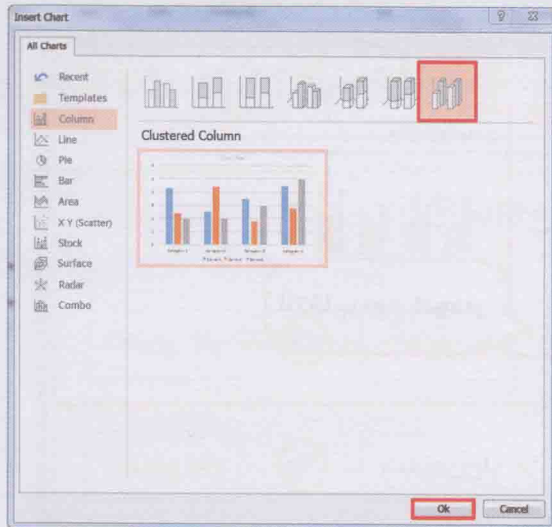 Insert Chart
All Charts
Recent
Templates
Column
Line
Pie
Bar
Area
X Y (Scatter)
Stock
Surface
Radar
Combo
Clustered Column
Ok
Cancel